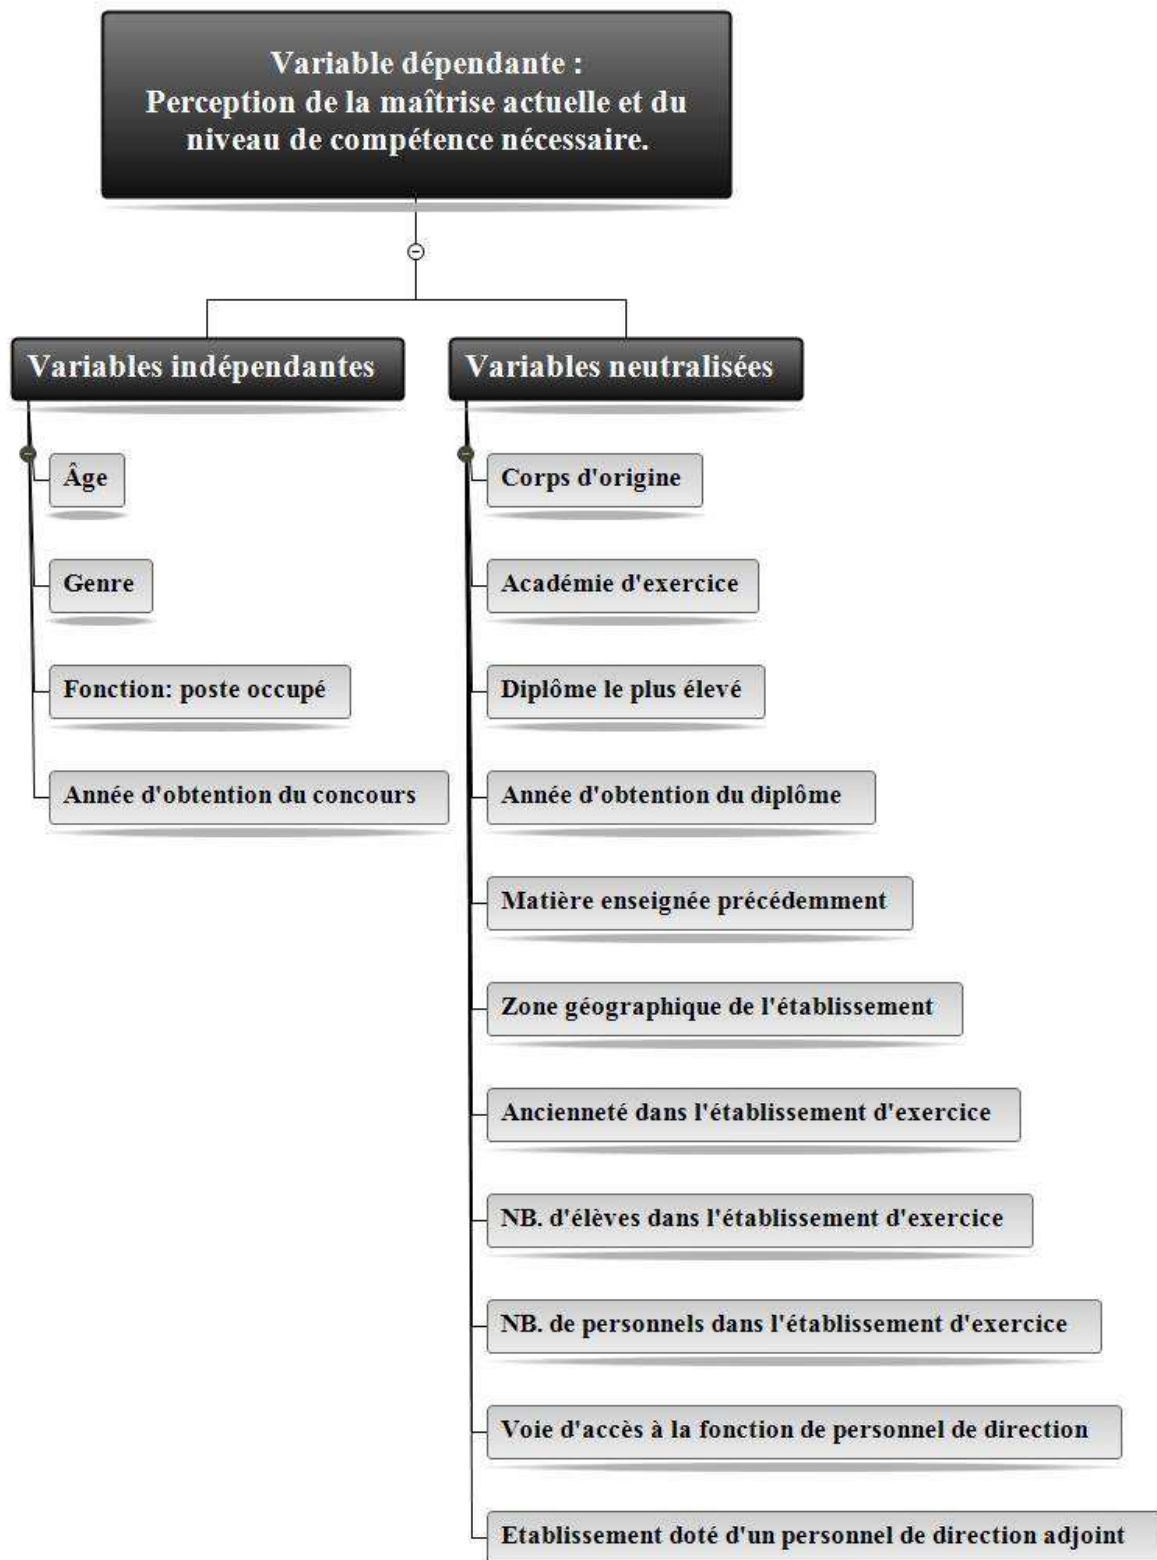 Variable dépendante :
Perception de la maîtrise actuelle et du
niveau de compétence nécessaire.
Variables indépendantes
Âge
Genre
Fonction: poste occupé
Année d'obtention du concours
Variables neutralisées
Corps d'origine
Académie d'exercice
Diplôme le plus élevé
Année d'obtention du diplôme
Matière enseignée précédemment
Zone géographique de l'établissement
Ancienneté dans l'établissement d'exercice
NB. d'élèves dans l'établissement d'exercice
NB. de personnels dans l'établissement d'exercice
Voie d'accès à la fonction de personnel de direction
Etablissement doté d'un personnel de direction adjoint